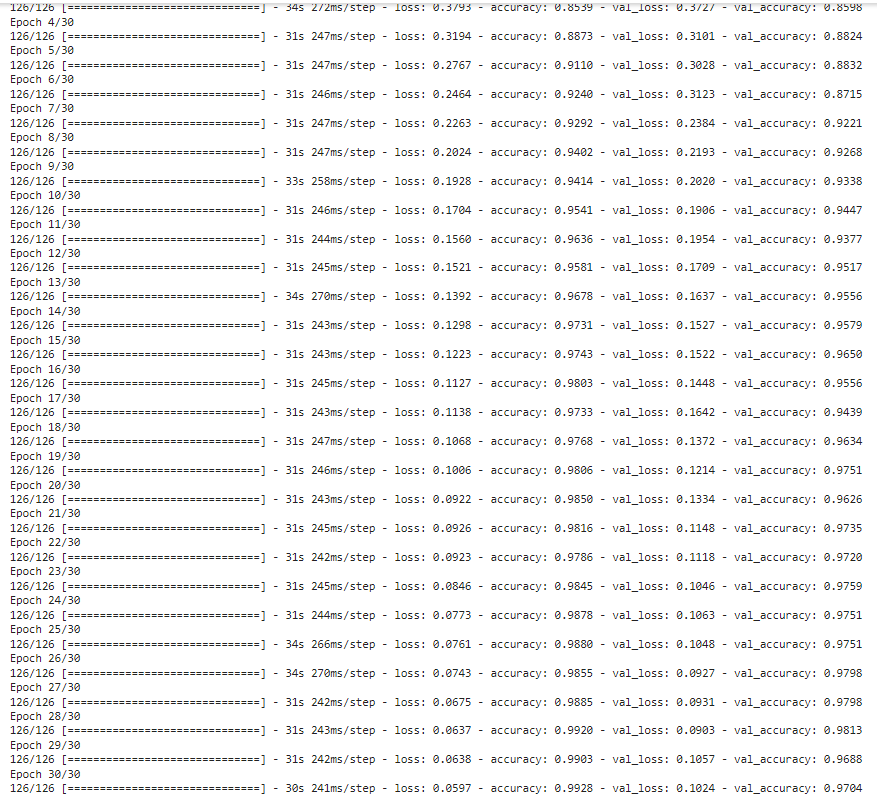 126/126 [==============================] - 34s 272ms/step - loss: 0.3793 - accuracy: 0.8539 - val_loss: 0.3727 - val_accuracy: 0.8598
Epoch 4/30
126/126 [==============================] - 31s 247ms/step - loss: 0.3194 - accuracy: 0.8873 - val_loss: 0.3101 - val_accuracy: 0.8824
Epoch 5/30
126/126 [==============================] - 31s 247ms/step - loss: 0.2767 - accuracy: 0.9110 - val_loss: 0.3028 - val_accuracy: 0.8832
Epoch 6/30
126/126 [==============================] - 31s 246ms/step - loss: 0.2464 - accuracy: 0.9240 - val_loss: 0.3123 - val_accuracy: 0.8715
Epoch 7/30
126/126 [==============================] - 31s 247ms/step - loss: 0.2263 - accuracy: 0.9292 - val_loss: 0.2384 - val_accuracy: 0.9221
Epoch 8/30
126/126 [==============================] - 31s 247ms/step - loss: 0.2024 - accuracy: 0.9402 - val_loss: 0.2193 - val_accuracy: 0.9268
Epoch 9/30
126/126 [==============================] - 33s 258ms/step - loss: 0.1928 - accuracy: 0.9414 - val_loss: 0.2020 - val_accuracy: 0.9338
Epoch 10/30
126/126 [==============================] - 31s 246ms/step - loss: 0.1704 - accuracy: 0.9541 - val_loss: 0.1906 - val_accuracy: 0.9447
Epoch 11/30
126/126 [==============================] - 31s 244ms/step - loss: 0.1560 - accuracy: 0.9636 - val_loss: 0.1954 - val_accuracy: 0.9377
Epoch 12/30
126/126 [==============================] - 31s 245ms/step - loss: 0.1521 - accuracy: 0.9581 - val_loss: 0.1709 - val_accuracy: 0.9517
Epoch 13/30
126/126 [==============================] - 34s 270ms/step - loss: 0.1392 - accuracy: 0.9678 - val_loss: 0.1637 - val_accuracy: 0.9556
Epoch 14/30
126/126 [==============================] - 31s 243ms/step - loss: 0.1298 - accuracy: 0.9731 - val_loss: 0.1527 - val_accuracy: 0.9579
Epoch 15/30
126/126 [==============================] - 31s 243ms/step - loss: 0.1223 - accuracy: 0.9743 - val_loss: 0.1522 - val_accuracy: 0.9650
Epoch 16/30
126/126 [==============================] - 31s 245ms/step - loss: 0.1127 - accuracy: 0.9803 - val_loss: 0.1448 - val_accuracy: 0.9556
Epoch 17/30
126/126 [==============================] - 31s 243ms/step - loss: 0.1138 - accuracy: 0.9733 - val_loss: 0.1642 - val_accuracy: 0.9439
Epoch 18/30
126/126 [==============================] - 31s 247ms/step - loss: 0.1068 - accuracy: 0.9768 - val_loss: 0.1372 - val_accuracy: 0.9634
Epoch 19/30
126/126 [==============================] - 31s 246ms/step - loss: 0.1006 - accuracy: 0.9806 - val_loss: 0.1214 - val_accuracy: 0.9751
Epoch 20/30
126/126 [==============================] - 31s 243ms/step - loss: 0.0922 - accuracy: 0.9850 - val_loss: 0.1334 - val_accuracy: 0.9626
Epoch 21/30
126/126 [==============================] - 31s 245ms/step - loss: 0.0926 - accuracy: 0.9816 - val_loss: 0.1148 - val_accuracy: 0.9735
Epoch 22/30
126/126 [==============================] - 31s 242ms/step - loss: 0.0923 - accuracy: 0.9786 - val_loss: 0.1118 - val_accuracy: 0.9720
Epoch 23/30
126/126 [==============================] - 31s 245ms/step - loss: 0.0846 - accuracy: 0.9845 - val_loss: 0.1046 - val_accuracy: 0.9759
Epoch 24/30
126/126 [==============================] - 31s 244ms/step - loss: 0.0773 - accuracy: 0.9878 - val_loss: 0.1063 - val_accuracy: 0.9751
Epoch 25/30
126/126 [==============================] - 34s 266ms/step - loss: 0.0761 - accuracy: 0.9880 - val_loss: 0.1048 - val_accuracy: 0.9751
Epoch 26/30
126/126 [==============================] - 34s 270ms/step - loss: 0.0743 - accuracy: 0.9855 - val_loss: 0.0927 - val_accuracy: 0.9798
Epoch 27/30
126/126 [==============================] - 31s 242ms/step - loss: 0.0675 - accuracy: 0.9885 - val_loss: 0.0931 - val_accuracy: 0.9798
Epoch 28/30
126/126 [==============================] - 31s 243ms/step - loss: 0.0637 - accuracy: 0.9920 - val_loss: 0.0903 - val_accuracy: 0.9813
Epoch 29/30
126/126 [==============================] - 31s 242ms/step - loss: 0.0638 - accuracy: 0.9903 - val_loss: 0.1057 - val_accuracy: 0.9688
Epoch 30/30
126/126 [==============================] - 30s 241ms/step - loss: 0.0597 - accuracy: 0.9928 - val_loss: 0.1024 - val_accuracy: 0.9704